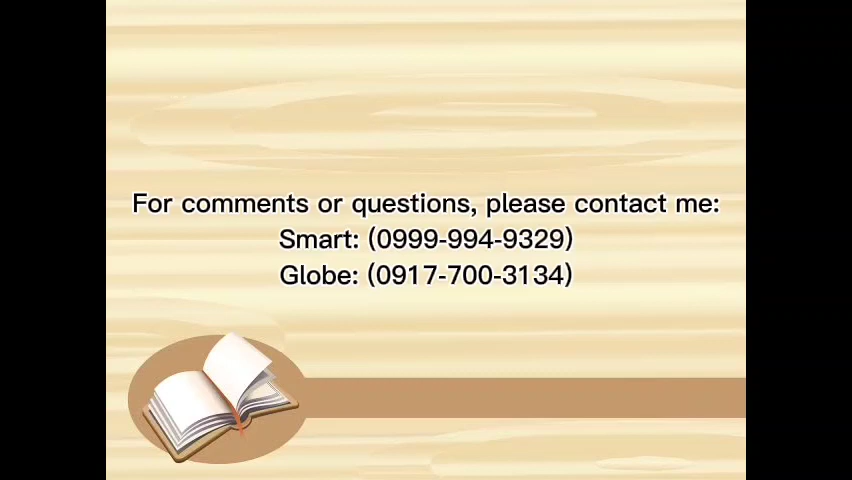 For comments or questions, please contact me:
Smart: (0999-994-9329)
Globe: (0917-700-3134)